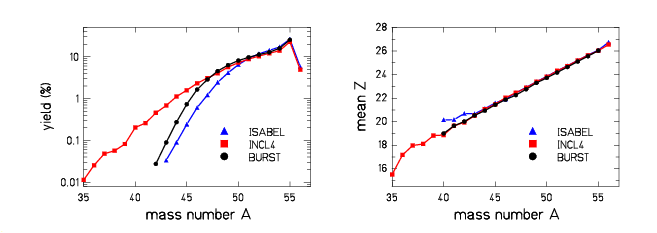 10
1
0.1
0.01
yield (%)
ISABEL
INCL4
BURST
35
40
45
50
55
mass number A
28
26
24
22
20
18
16
mean Z
ISABEL
INCL4
BURST
35
40
45
50
55
mass number A